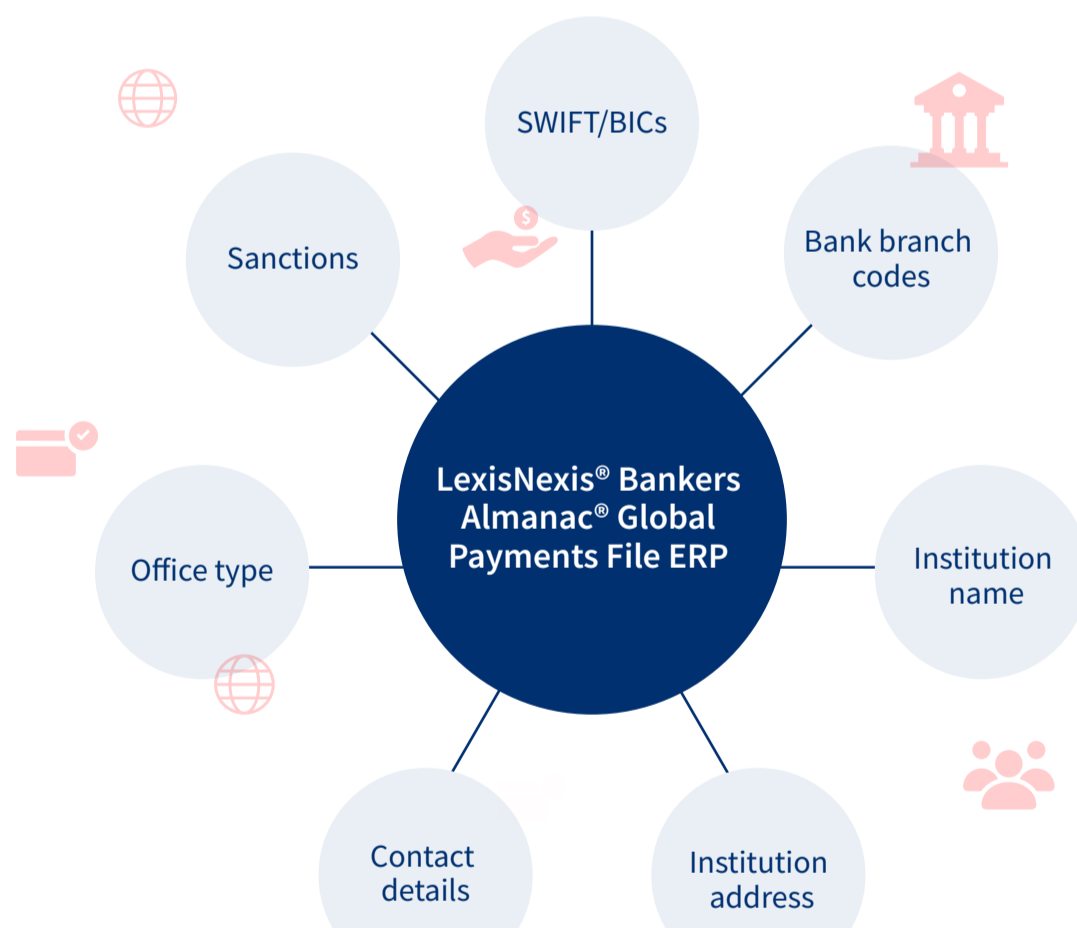 SWIFT/BICs
Sanctions
Bank branch
codes
LexisNexis® Bankers
Almanac® Global
Payments File ERP
Office type
Institution
name
Contact
details
Institution
address
$